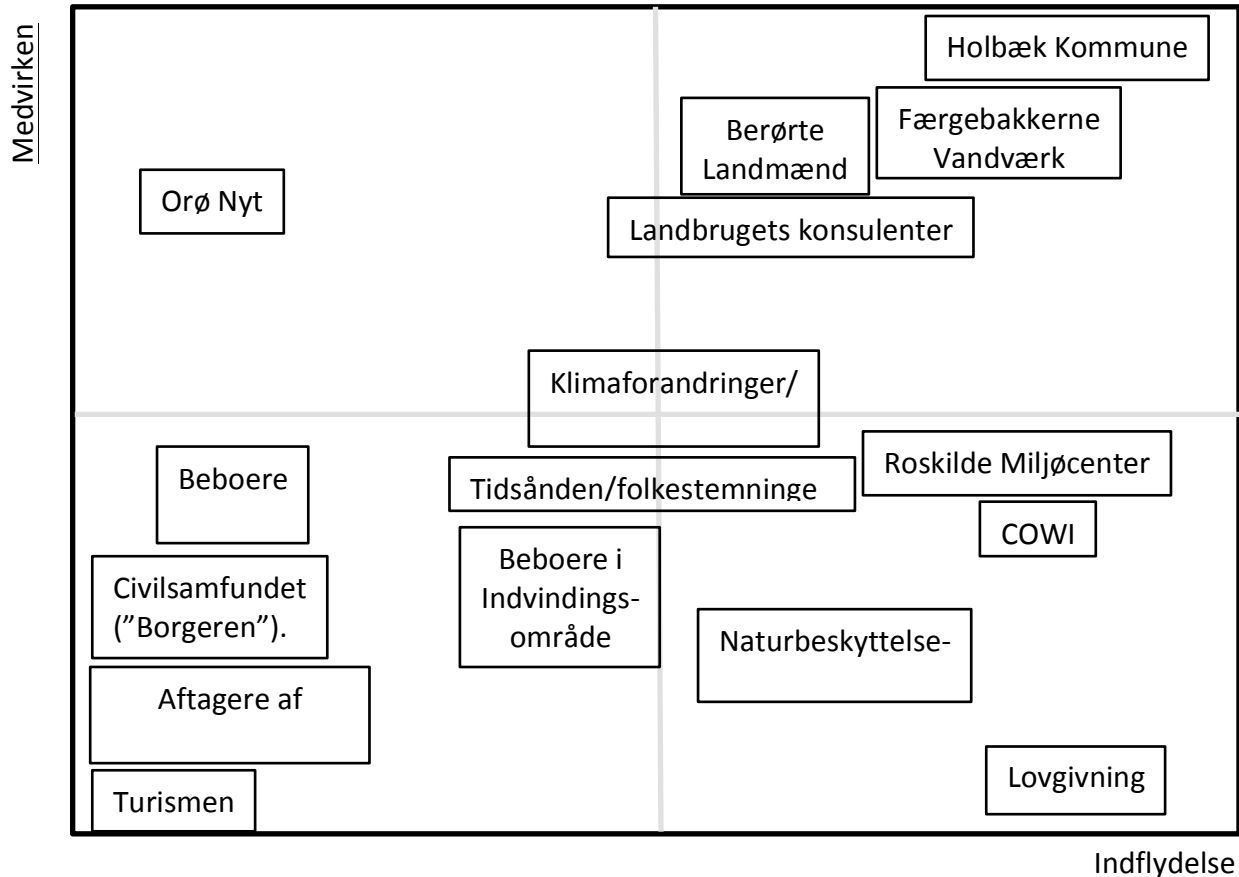 Medvirken
Holbæk Kommune
Færgebakkerne
Vandværk
Berørte
Landmænd
Orø Nyt
Landbrugets konsulenter
Klimaforandringer/
Beboere
Roskilde Miljøcenter
Tidsånden/folkestemninge
COWI
Civilsamfundet
(”Borgeren”).
Beboere i
Indvindings-
område
Naturbeskyttelse-
Aftagere af
Turismen
Lovgivning
Indflydelse